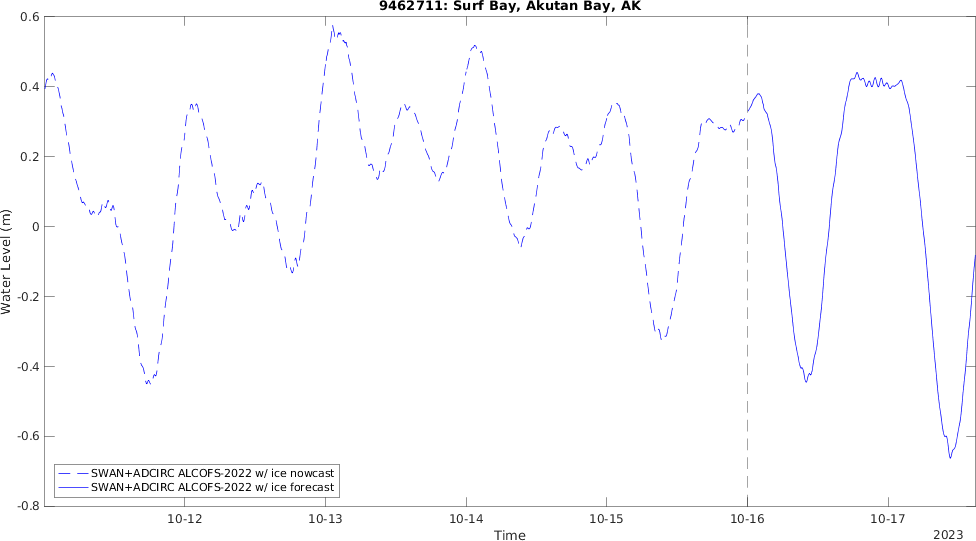 9462711: Surf Bay, Akutan Bay, AK
0.6
0.4
0.2
0
-0.2
-0.4
-0.6
-0.8
Water Level (m)
SWAN+ADCIRC ALCOFS-2022 w/ ice nowcast
SWAN+ADCIRC ALCOFS-2022 w/ ice forecast
10-12 10-13 10-14 10-15 10-16 10-17
Time
2023